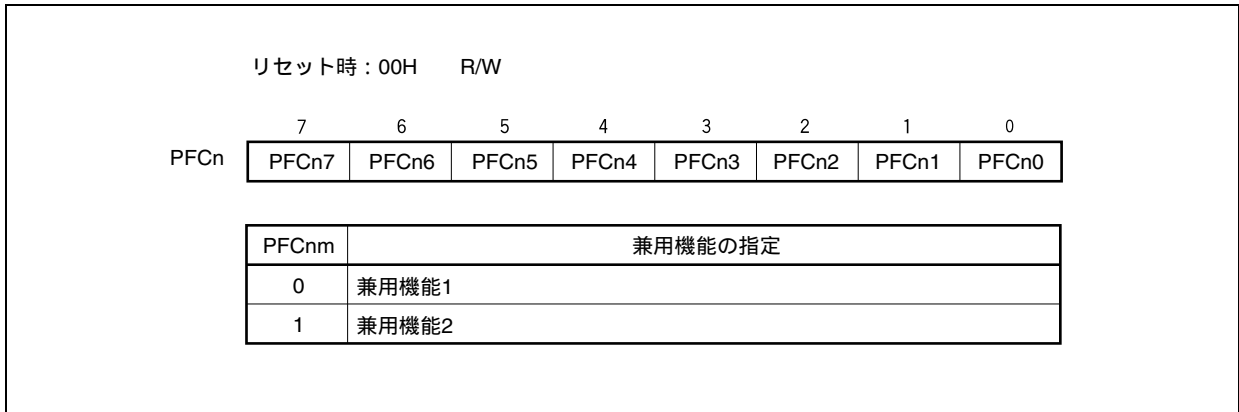 リセット時：00H R/W
7 6 5 4 3 2 1 0
PFCn PFCn7 PFCn6 PFCn5 PFCn4 PFCn3 PFCn2 PFCn1 PFCn0
PFCnm 兼用機能の指定
0 兼用機能1
1 兼用機能2